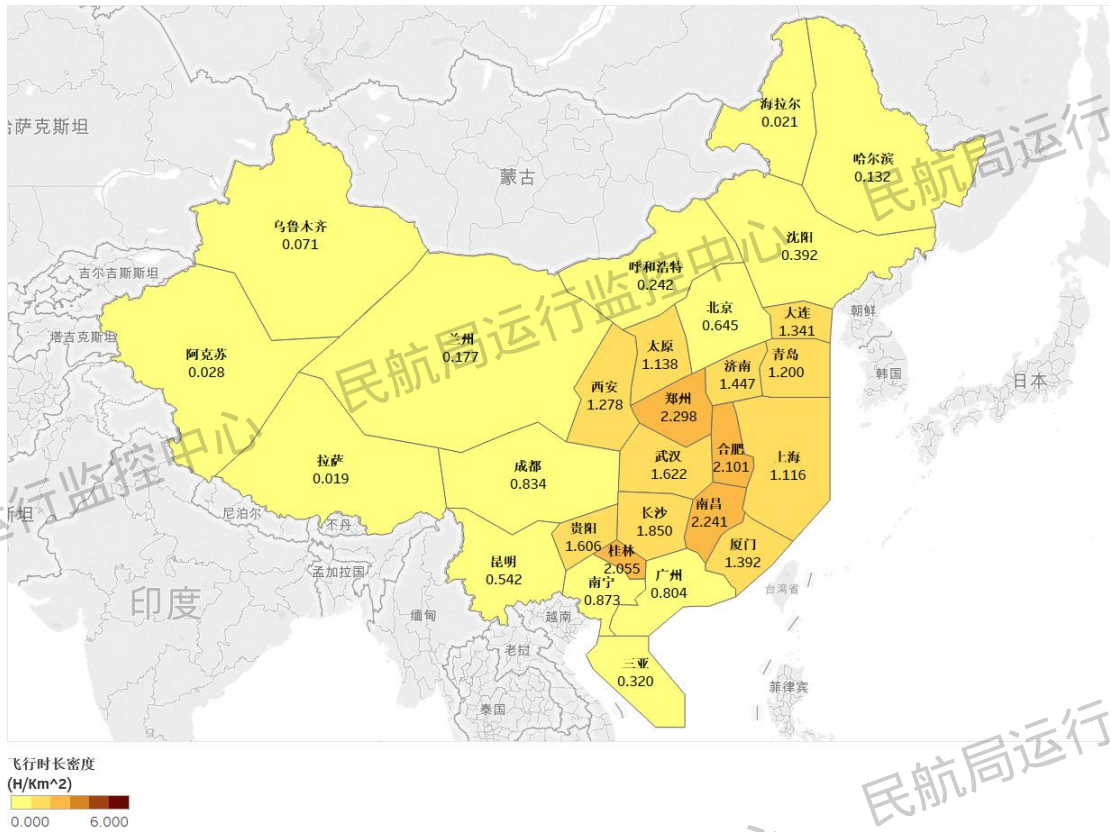 海拉尔
0.021
哈萨克斯坦
哈尔滨
0.132
蒙古
乌鲁木齐
0.071
沈阳
0.392
呼和浩特
0.242
吉尔吉斯斯坦
北京
0.645
大连
1.341
朝鲜
塔吉克斯坦
兰州
0.177
太原
1.138
阿克苏
0.028
济南
1.447
青岛
1.200
韩国
日本
西安
1.278
郑州
2.298
拉萨
0.019
成都
0.834
武汉
1.622
合肥
2.101
上海
1.116
斯坦
尼泊尔
不丹
贵阳
1.606
长沙
1.850
南昌
2.241
桂林
2.055
厦门
1.392
昆明
0.542
孟加拉国
南宁
0.873
广州
0.804
台湾省
印度
缅甸
越南
老挝
三亚
0.320
泰国
菲律宾
民航局运行监控中心
民航局运行
运行监控中心
民航局运行
飞行时长密度
(H/Km^2)
0.000 6.000